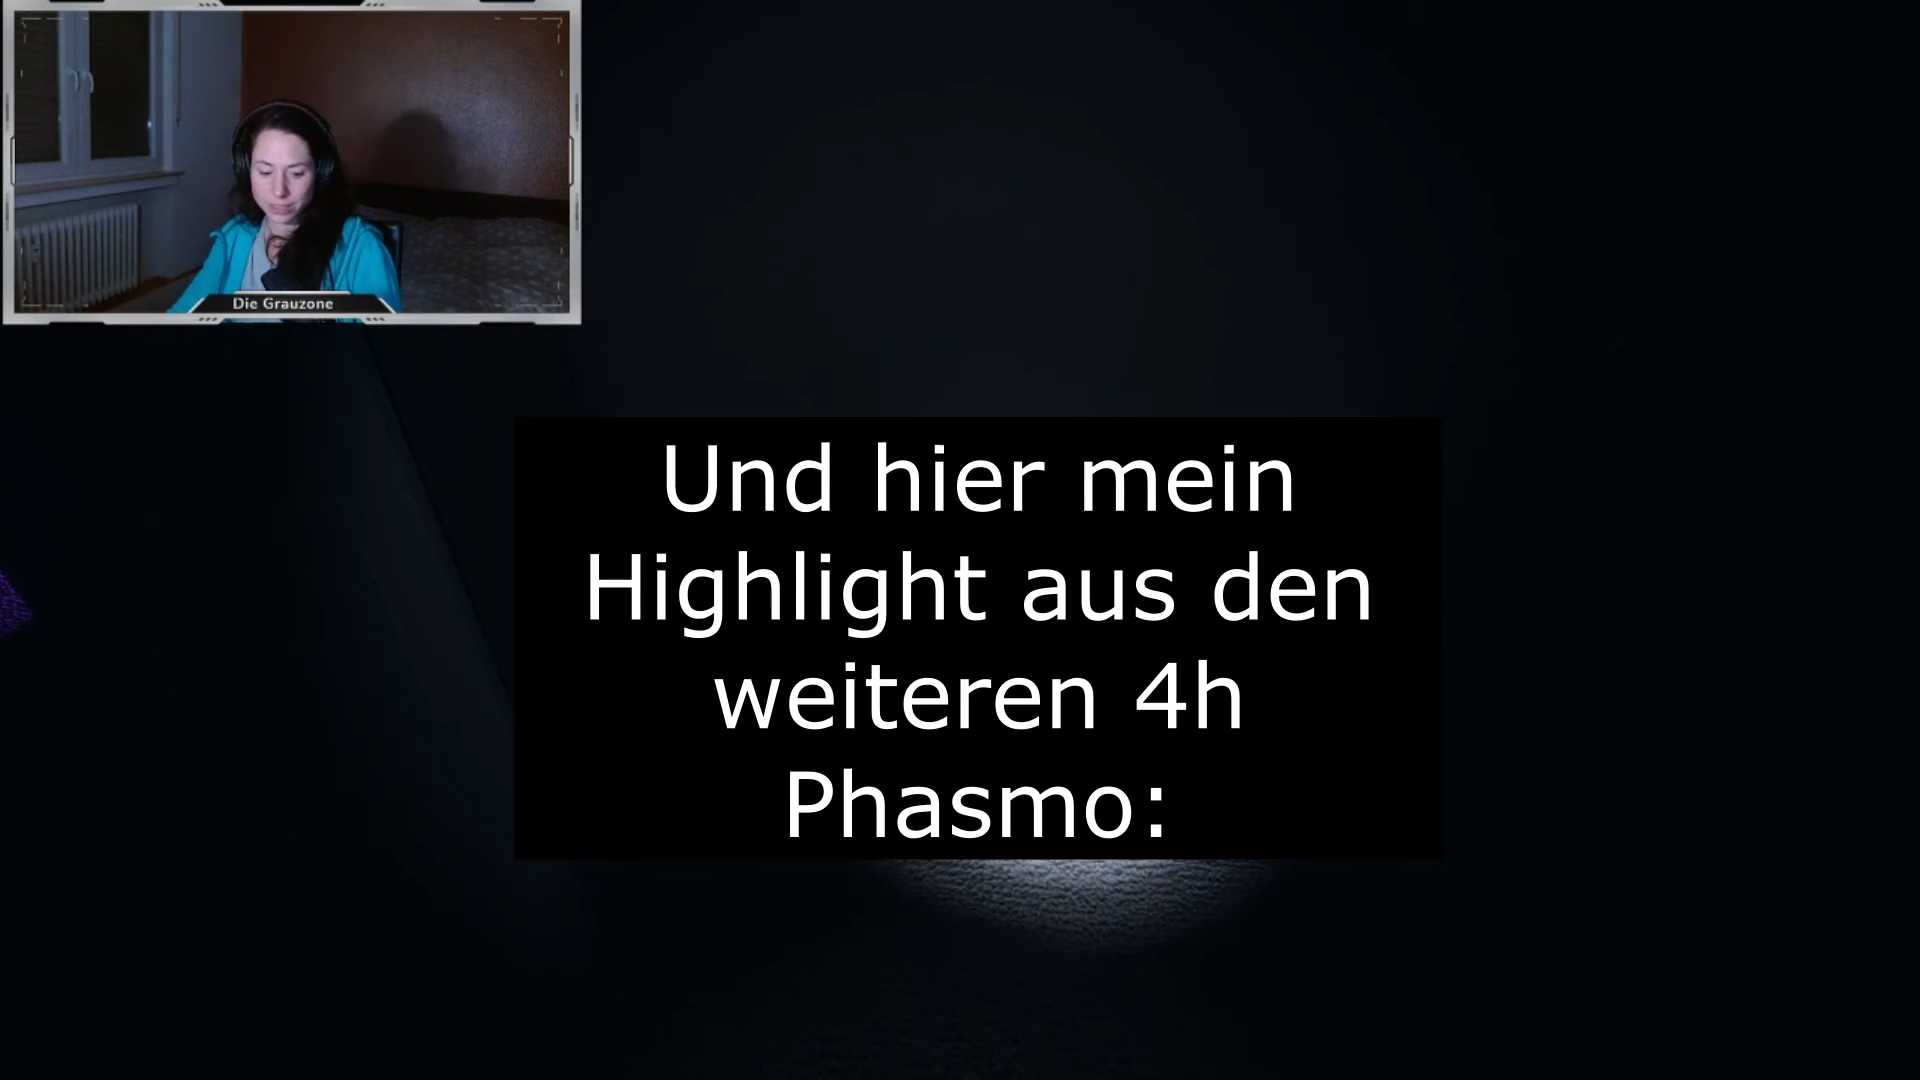 Die Grauzone
Und hier mein
Highlight aus den
weiteren 4h
Phasmo: